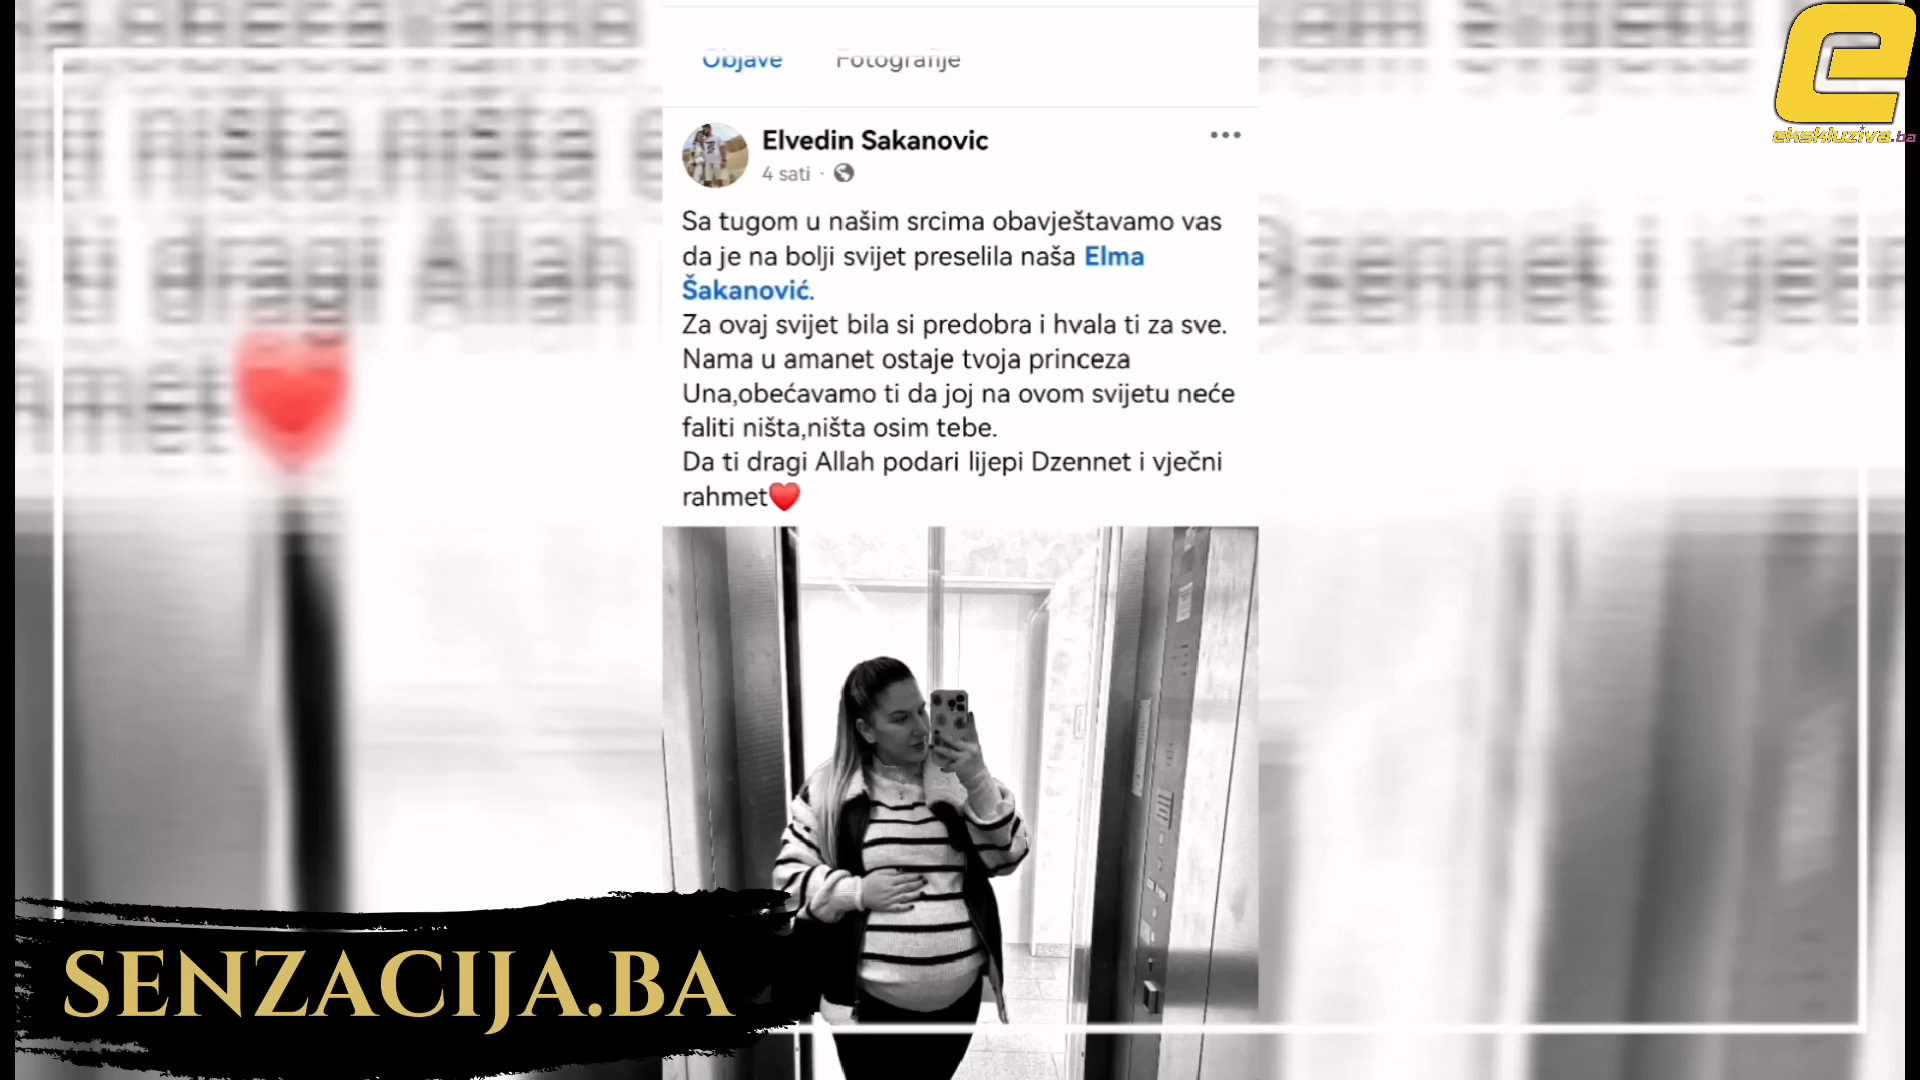 Objave Fotografije
Elvedin Sakanovic
4 sati ·
Sa tugom u našim srcima obavještavamo vas
da je na bolji svijet preselila naša Elma
Šakanović.
Za ovaj svijet bila si predobra i hvala ti za sve.
Nama u amanet ostaje tvoja princeza
Una,obećavamo ti da joj na ovom svijetu neće
faliti ništa,ništa osim tebe.
Da ti dragi Allah podari lijepi Dzennet i vječni
rahmet❤️
SENZACIJA.BA
e
ekskluziva.ba